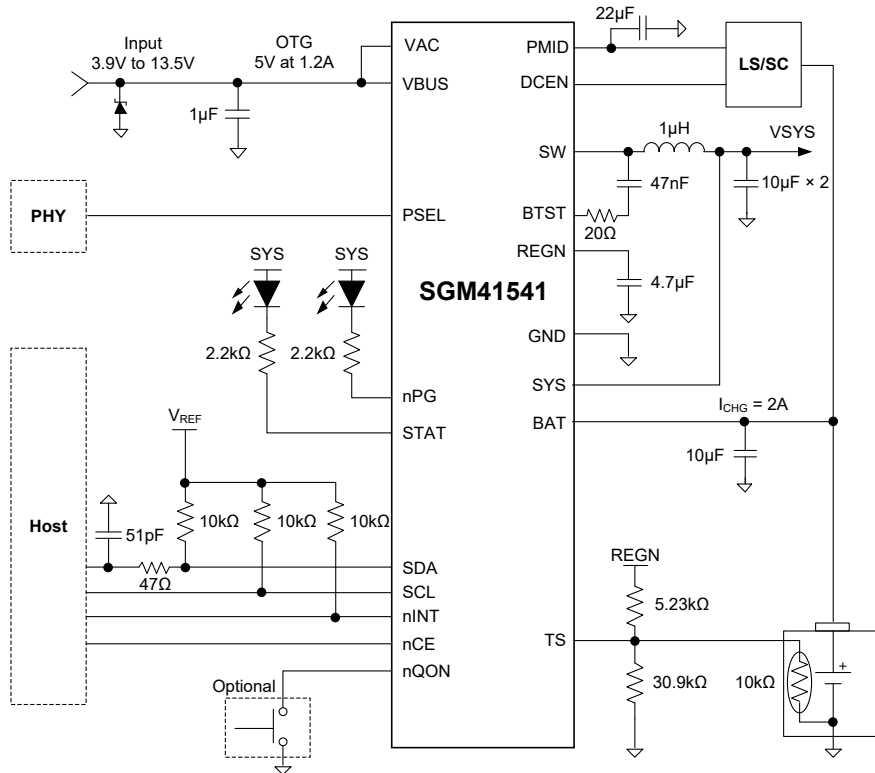 Input
3.9V to 13.5V
OTG
5V at 1.2A
1µF
VAC
VBUS
PHY
PSEL
SYS
SYS
2.2kΩ
2.2kΩ
nPG
STAT
VREF
Host
51pF
10kΩ
10kΩ
10kΩ
47Ω
SDA
SCL
nINT
nCE
nQON
Optional
SGM41541
PMID
DCEN
SW
BTST
REGN
GND
SYS
BAT
TS
22µF
LS/SC
1µH
VSYS
47nF
10µF × 2
20Ω
4.7µF
ICHG = 2A
10µF
REGN
5.23kΩ
30.9kΩ
10kΩ
+